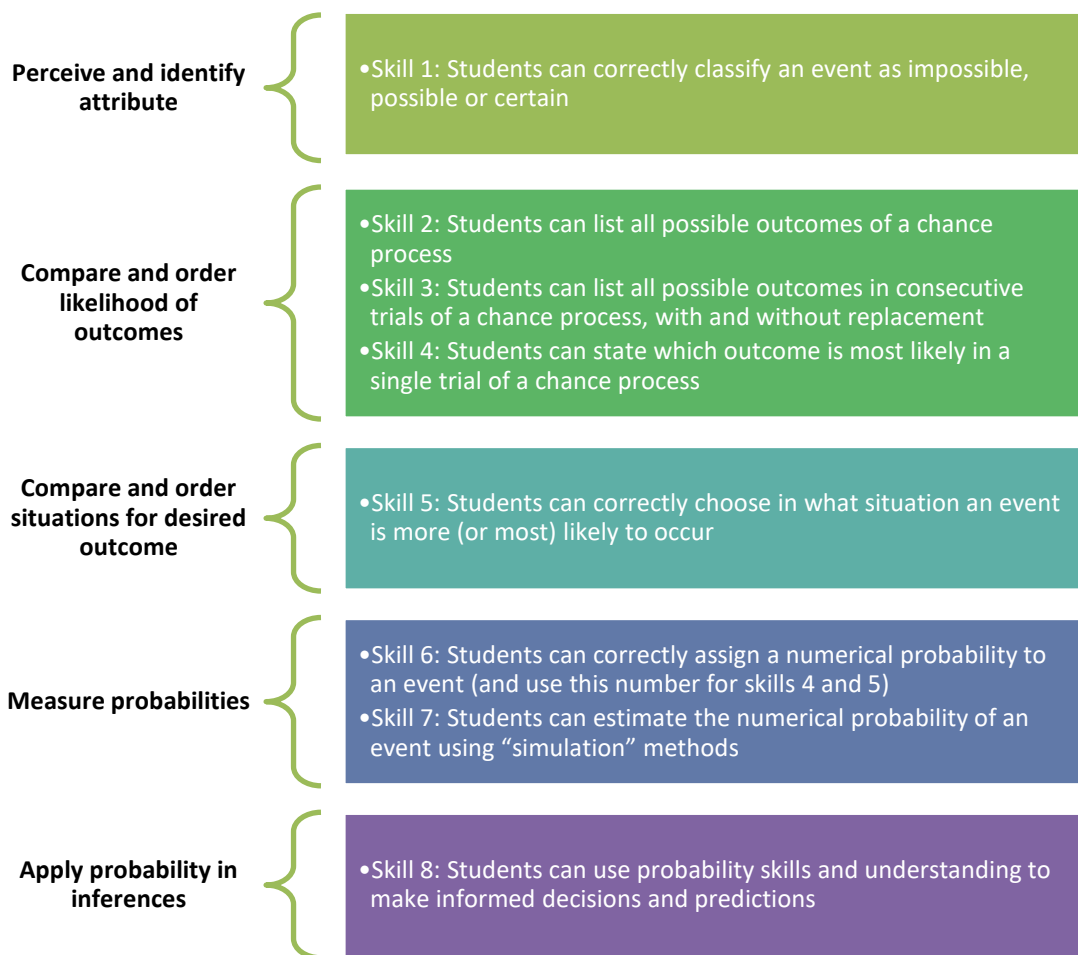 Perceive and identify
attribute
•Skill 1: Students can correctly classify an event as impossible,
possible or certain
Compare and order
likelihood of
outcomes
•Skill 2: Students can list all possible outcomes of a chance
process
•Skill 3: Students can list all possible outcomes in consecutive
trials of a chance process, with and without replacement
•Skill 4: Students can state which outcome is most likely in a
single trial of a chance process
Compare and order
situations for desired
outcome
•Skill 5: Students can correctly choose in what situation an event
is more (or most) likely to occur
Measure probabilities
•Skill 6: Students can correctly assign a numerical probability to
an event (and use this number for skills 4 and 5)
•Skill 7: Students can estimate the numerical probability of an
event using “simulation” methods
Apply probability in
inferences
•Skill 8: Students can use probability skills and understanding to
make informed decisions and predictions